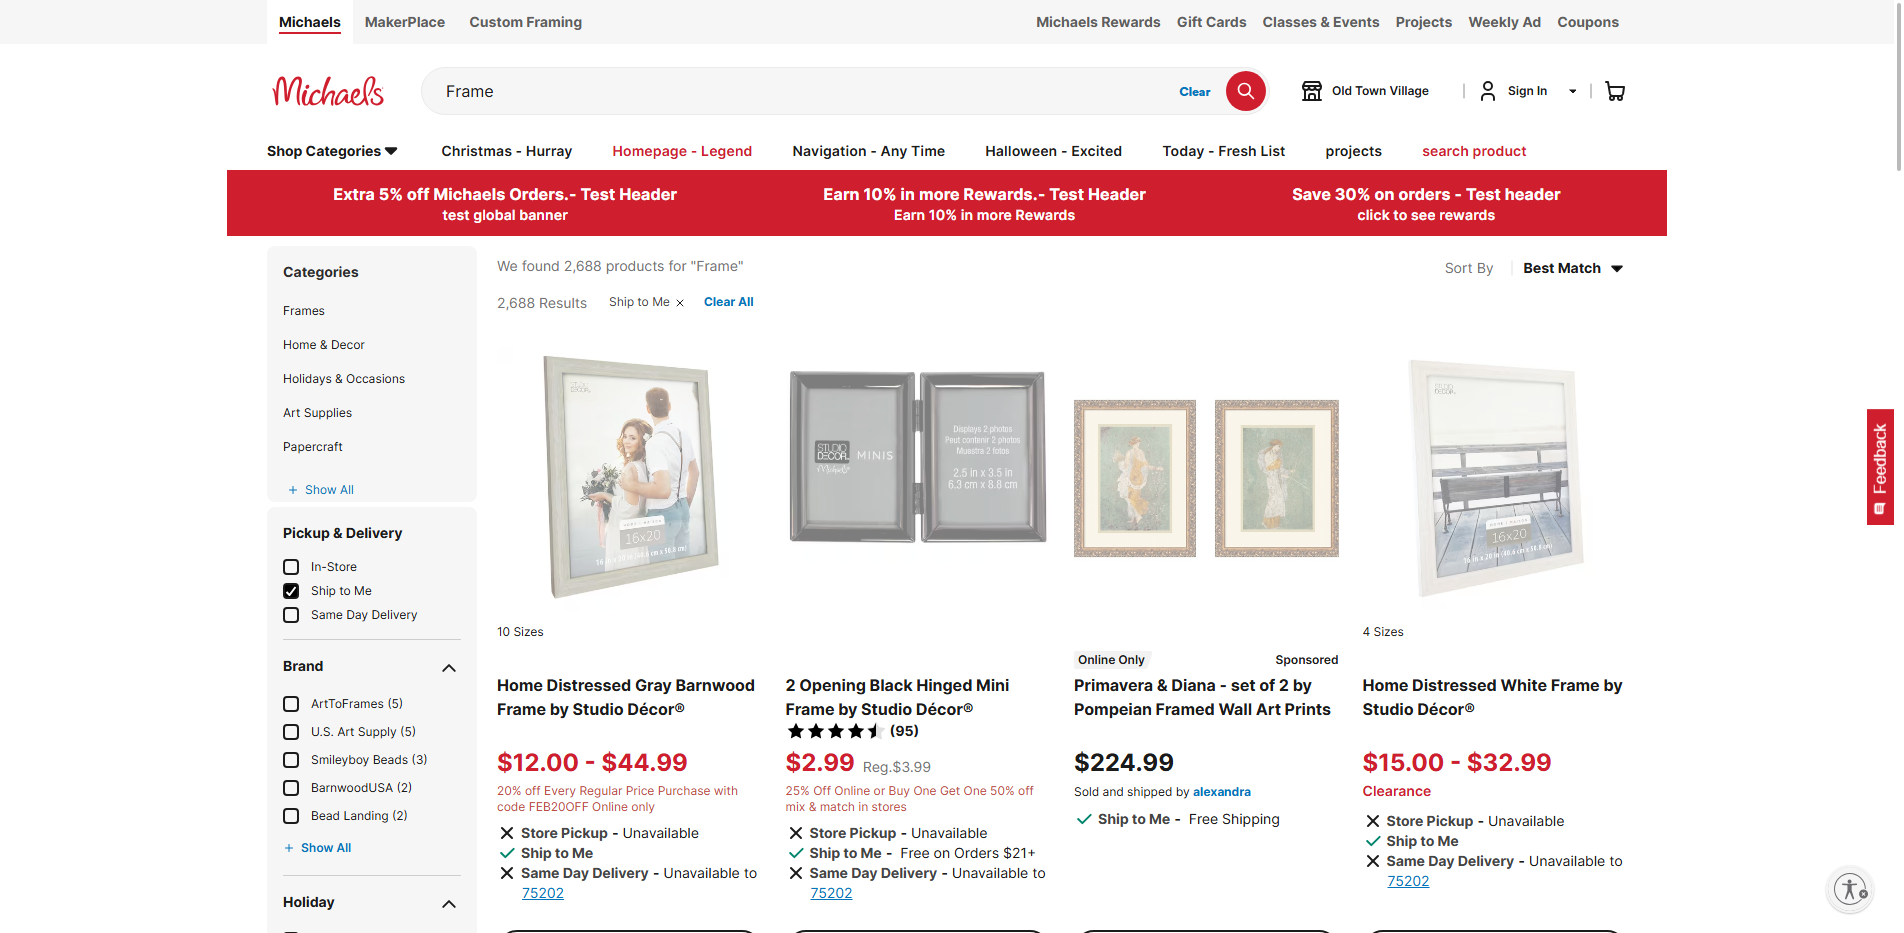 Michaels
MakerPlace
Custom Framing
Michaels Rewards
Gift Cards
Classes & Events
Projects
Weekly Ad
Coupons
Michaels
Frame
Clear
Old Town Village
Sign In
Shop Categories
Christmas - Hurray
Homepage - Legend
Navigation - Any Time
Halloween - Excited
Today - Fresh List
projects
search product
Extra 5% off Michaels Orders.- Test Header
test global banner
Earn 10% in more Rewards.- Test Header
Earn 10% in more Rewards
Save 30% on orders - Test header
click to see rewards
Categories
Frames
Home & Decor
Holidays & Occasions
Art Supplies
Papercraft
+ Show All
Pickup & Delivery
In-Store
Ship to Me
Same Day Delivery
Brand
ArtToFrames (5)
U.S. Art Supply (5)
Smileyboy Beads (3)
BarnwoodUSA (2)
Bead Landing (2)
+ Show All
Holiday
We found 2,688 products for "Frame"
Sort By
Best Match
2,688 Results
Ship to Me ×
Clear All
STUDIO
DÉCOR
16x20
10 Sizes
Home Distressed Gray Barnwood
Frame by Studio Décor®
$12.00 - $44.99
20% off Every Regular Price Purchase with
code FEB20OFF Online only
Store Pickup - Unavailable
Ship to Me
Same Day Delivery - Unavailable to
75202
STUDIO
DECOR
Michaels
MINIS
Displays 2 photos
Peut contenir 2 photos
Muestra 2 fotos
2.5 in x 3.5 in
6.3 cm x 8.8 cm
2 Opening Black Hinged Mini
Frame by Studio Décor®
(95)
$2.99 Reg.$3.99
25% Off Online or Buy One Get One 50% off
mix & match in stores
Store Pickup - Unavailable
Ship to Me - Free on Orders $21+
Same Day Delivery - Unavailable to
75202
Online Only
Sponsored
Primavera & Diana - set of 2 by
Pompeian Framed Wall Art Prints
$224.99
Sold and shipped by alexandra
Ship to Me - Free Shipping
STUDIO
DÉCOR
16x20
4 Sizes
Home Distressed White Frame by
Studio Décor®
$15.00 - $32.99
Clearance
Store Pickup - Unavailable
Ship to Me
Same Day Delivery - Unavailable to
75202
Feedback